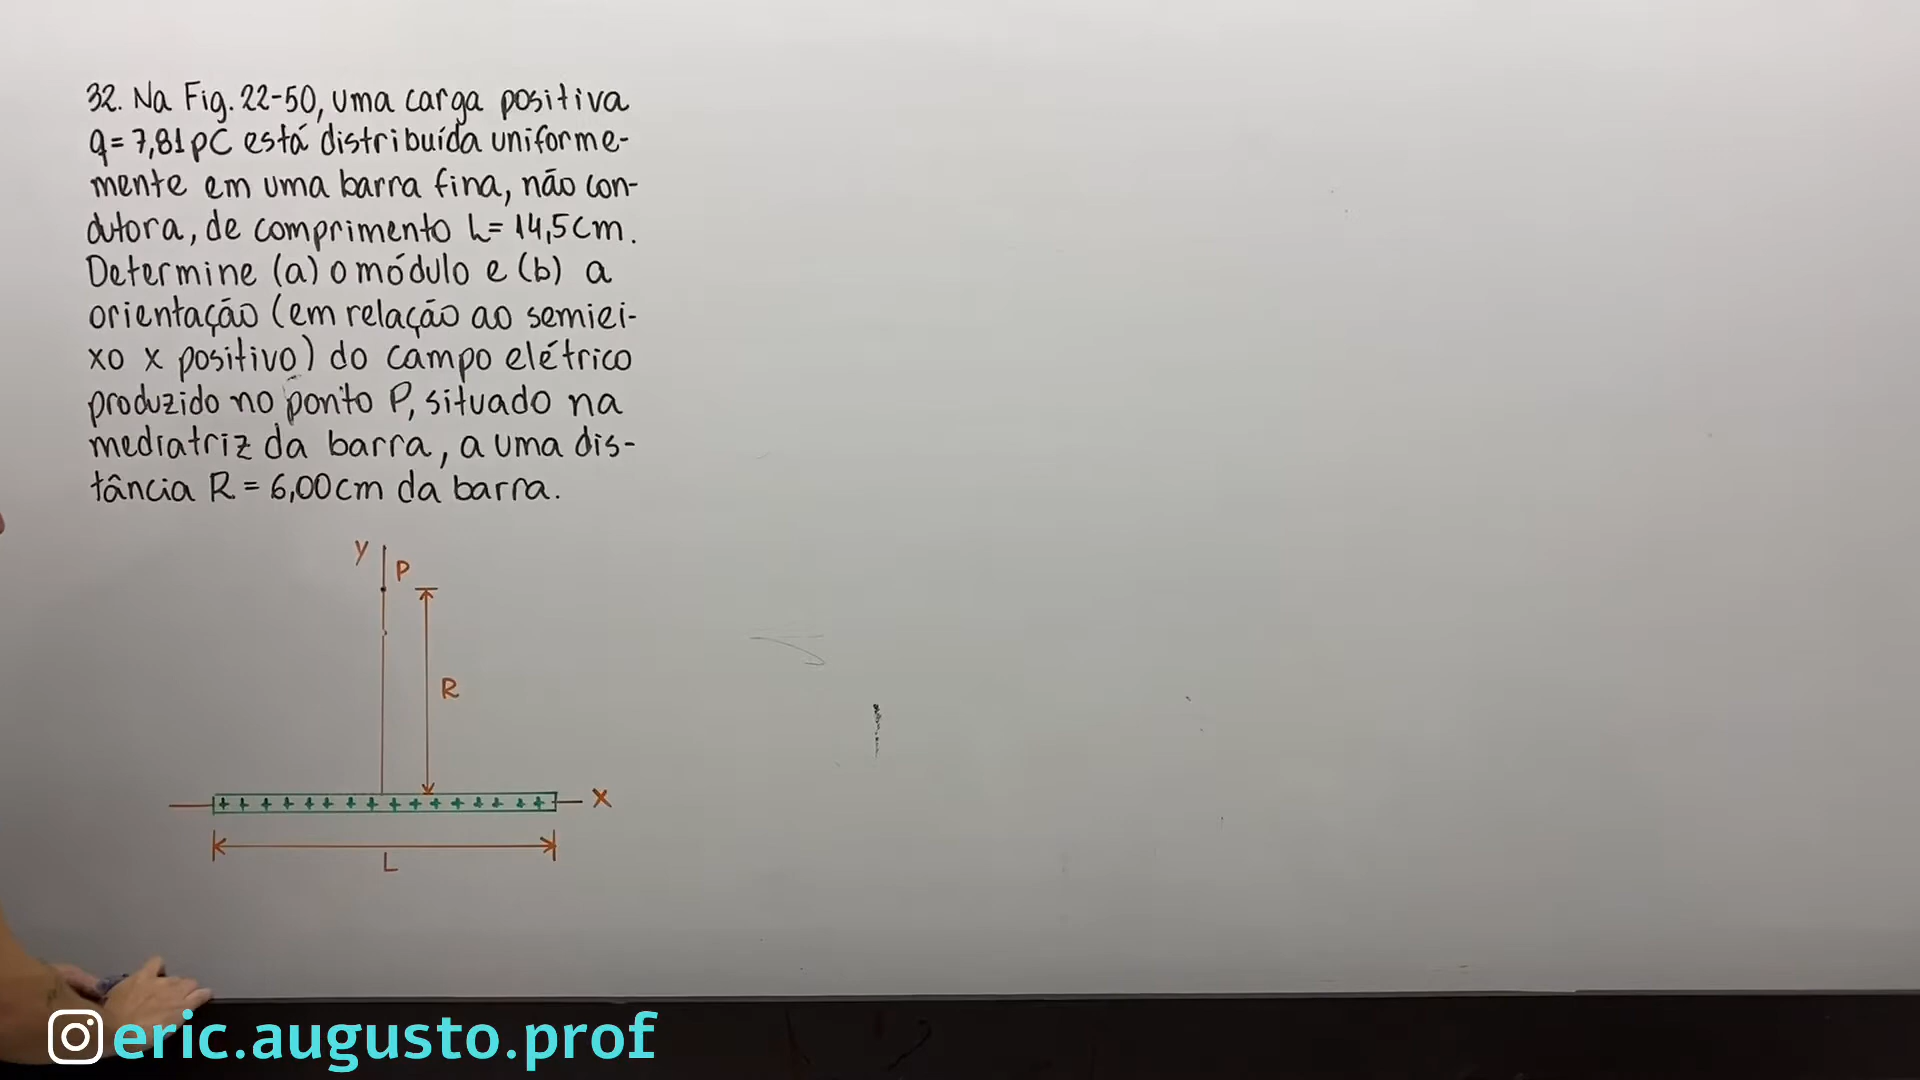 32. Na Fig. 22-50, uma carga positiva
q = 7,81 pC está distribuída uniforme-
mente em uma barra fina, não con-
dutora, de comprimento L = 14,5 cm.
Determine (a) o módulo e (b) a
orientação (em relação ao semiei-
xo x positivo) do campo elétrico
produzido no ponto P, situado na
mediatriz da barra, a uma dis-
tância R = 6,00 cm da barra.
y
P
R
+ + + + + + + + + + + + + + + +
x
L
eric.augusto.prof